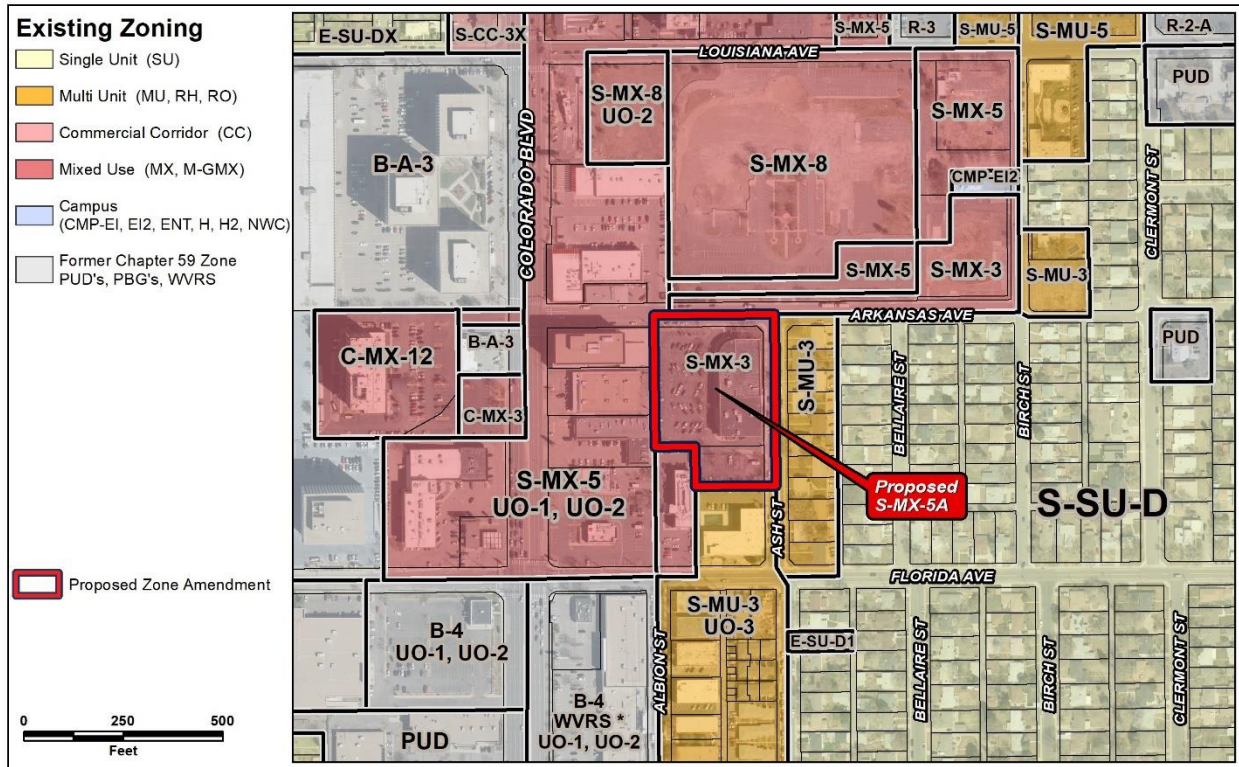 Existing Zoning
Single Unit (SU)
Multi Unit (MU, RH, RO)
Commercial Corridor (CC)
Mixed Use (MX, M-GMX)
Campus
(CMP-EI, EI2, ENT, H, H2, NWC)
Former Chapter 59 Zone
PUD's, PBG's, WVRS
Proposed Zone Amendment
0 250 500
Feet
E-SU-DX
S-CC-3X
S-MX-5
R-3
S-MU-5
S-MU-5
R-2-A
LOUISIANA AVE
PUD
S-MX-8
UO-2
S-MX-5
B-A-3
COLORADO BLVD
S-MX-8
CMP-EI2
CLERMONT ST
S-MX-5
S-MX-3
S-MU-3
ARKANSAS AVE
C-MX-12
B-A-3
S-MX-3
S-MU-3
PUD
C-MX-3
BELLAIRE ST
BIRCH ST
S-MX-5
UO-1, UO-2
Proposed
S-MX-5A
S-SU-D
ASH ST
FLORIDA AVE
B-4
UO-1, UO-2
S-MU-3
UO-3
E-SU-D1
ALBION ST
BELLAIRE ST
BIRCH ST
CLERMONT ST
B-4
WVRS *
UO-1, UO-2
PUD